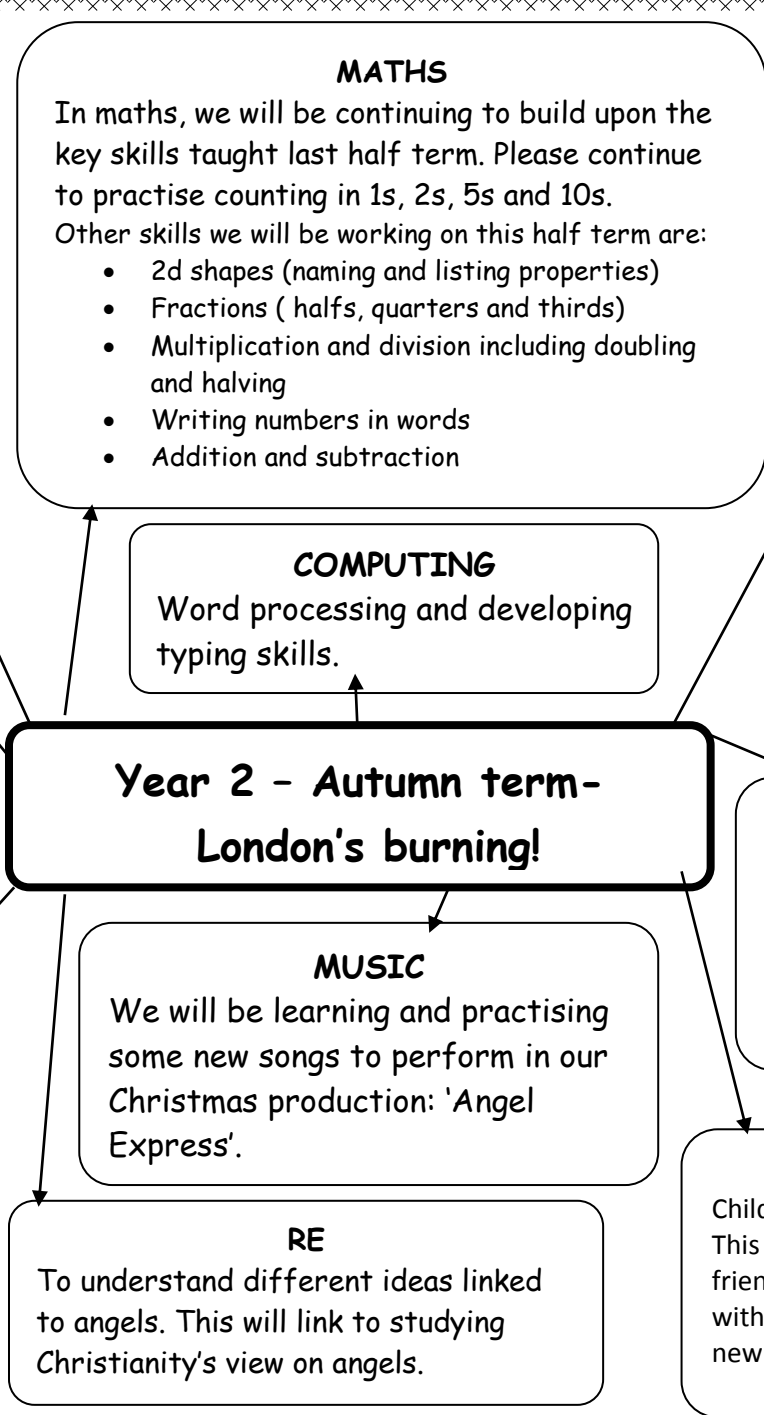 MATHS
In maths, we will be continuing to build upon the
key skills taught last half term. Please continue
to practise counting in 1s, 2s, 5s and 10s.
Other skills we will be working on this half term are:
• 2d shapes (naming and listing properties)
• Fractions ( halfs, quarters and thirds)
• Multiplication and division including doubling
and halving
• Writing numbers in words
• Addition and subtraction
COMPUTING
Word processing and developing
typing skills.
Year 2 – Autumn term-
London's burning!
MUSIC
We will be learning and practising
some new songs to perform in our
Christmas production: ‘Angel
Express’.
RE
To understand different ideas linked
to angels. This will link to studying
Christianity’s view on angels.
This
with
new